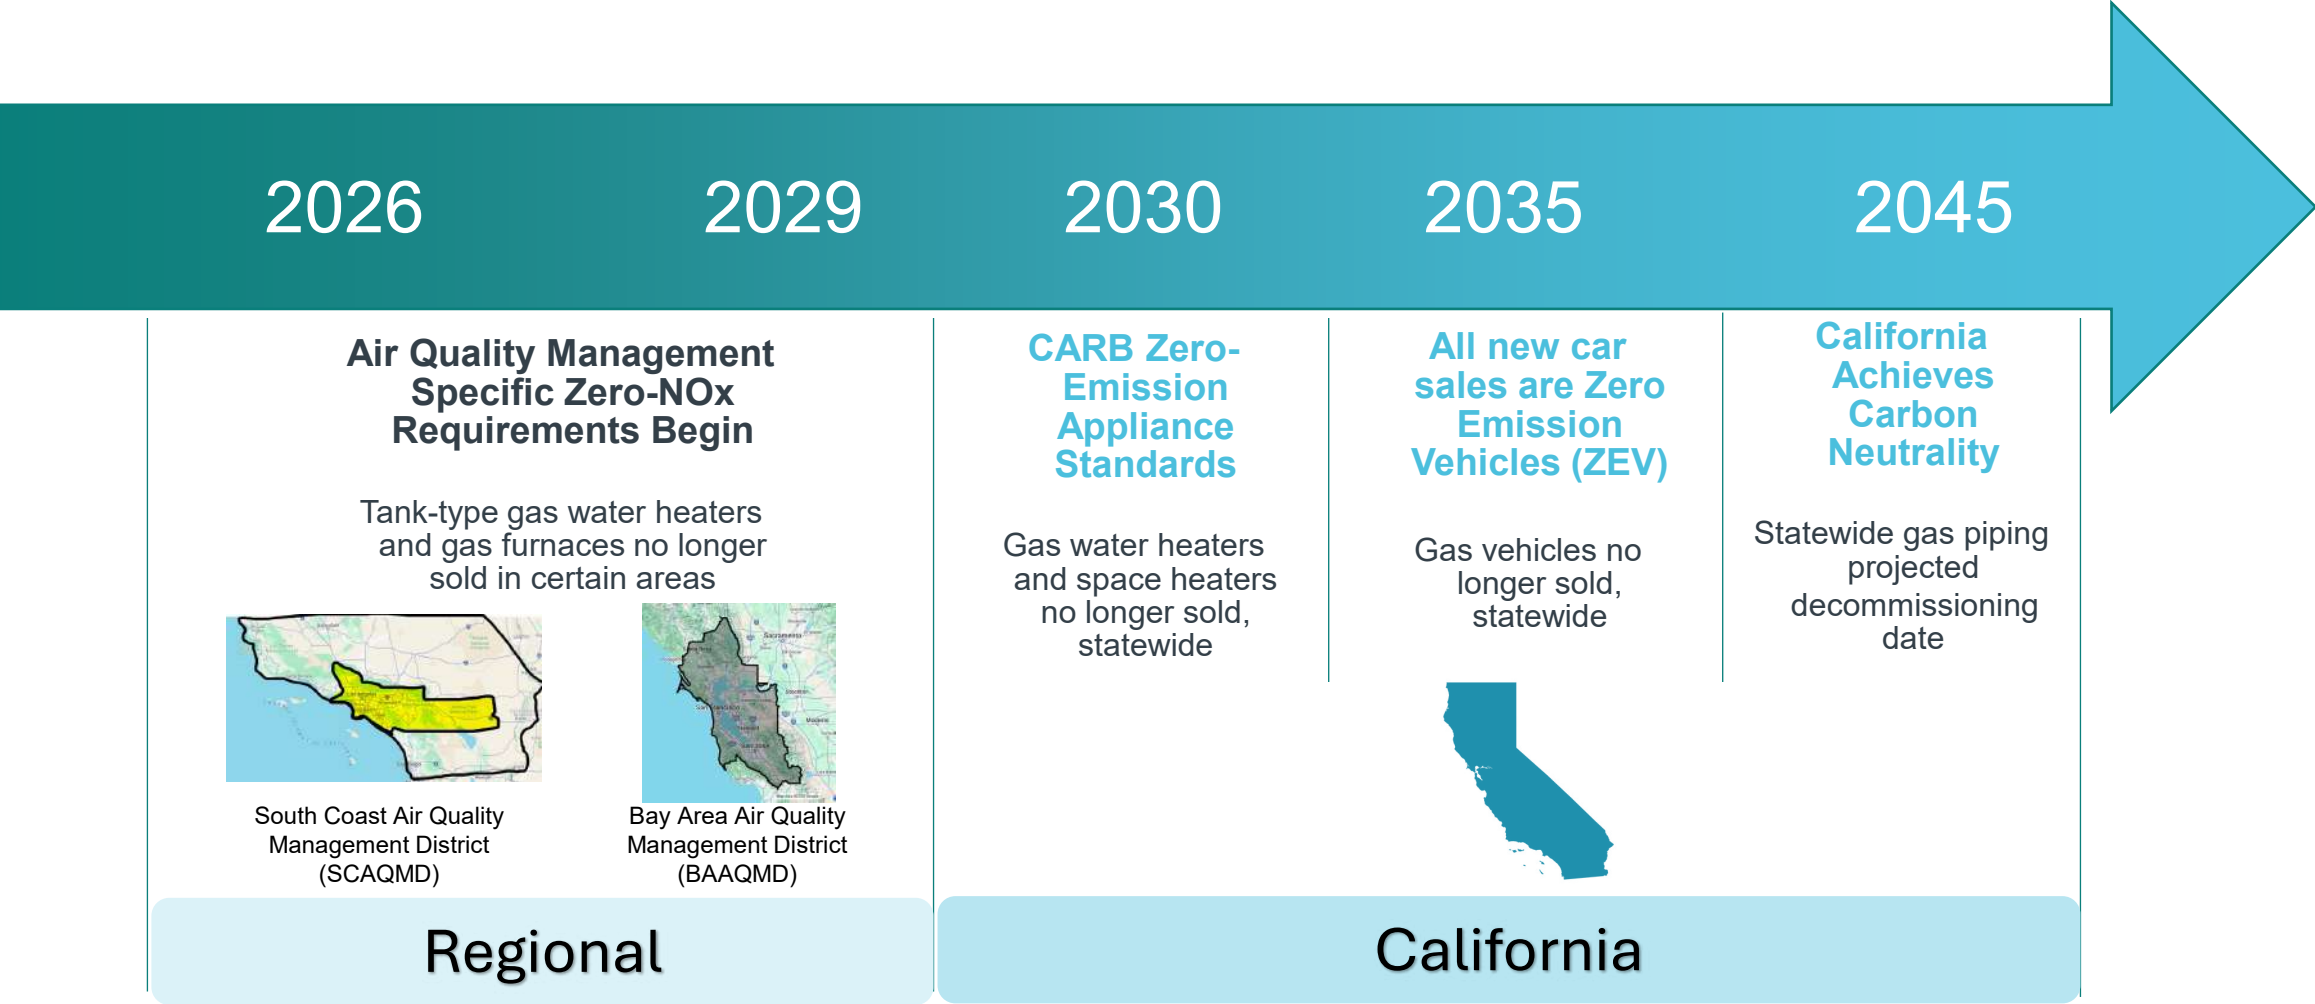 2026
2029
2030
2035
2045
Air Quality Management
Specific Zero-NOx
Requirements Begin
Tank-type gas water heaters
and gas furnaces no longer
sold in certain areas
South Coast Air Quality
Management District
(SCAQMD)
Bay Area Air Quality
Management District
(BAAQMD)
CARB Zero-
Emission
Appliance
Standards
Gas water heaters
and space heaters
no longer sold,
statewide
All new car
sales are Zero
Emission
Vehicles (ZEV)
Gas vehicles no
longer sold,
statewide
California
Achieves
Carbon
Neutrality
Statewide gas piping
projected
decommissioning
date
Regional
California